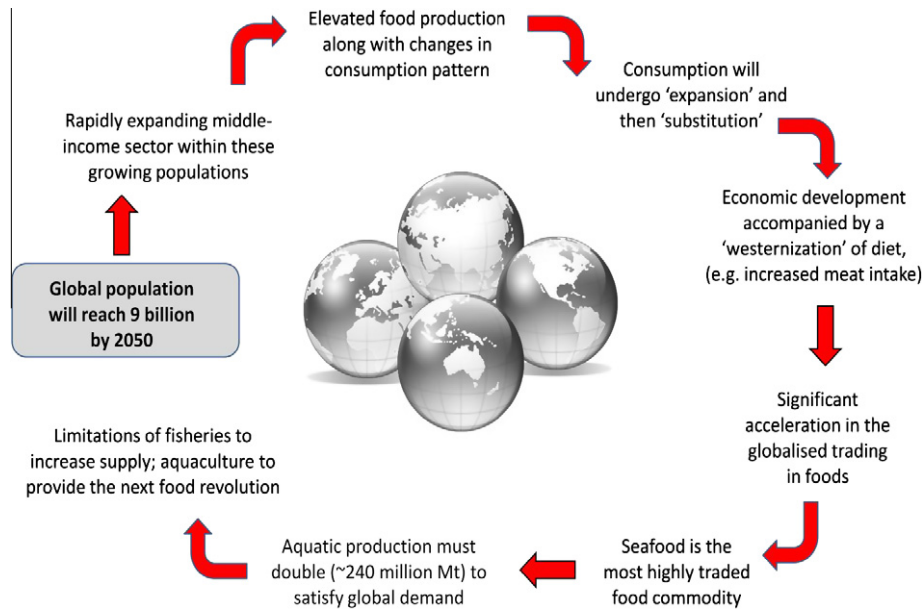 Global population
will reach 9 billion
by 2050
Rapidly expanding middle-
income sector within these
growing populations
Elevated food production
along with changes in
consumption pattern
Consumption will
undergo ‘expansion’ and
then ‘substitution’
Economic development
accompanied by a
‘westernization’ of diet,
(e.g. increased meat intake)
Significant
acceleration in the
globalised trading
in foods
Seafood is the
most highly traded
food commodity
Aquatic production must
double (~240 million Mt) to
satisfy global demand
Limitations of fisheries to
increase supply; aquaculture to
provide the next food revolution